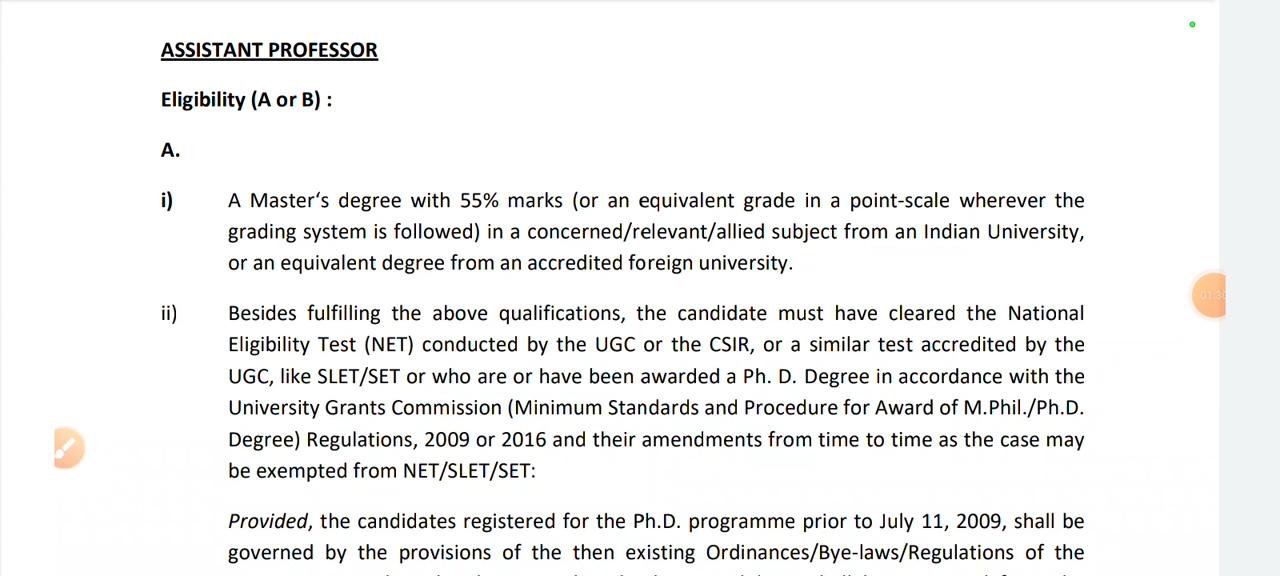 ASSISTANT PROFESSOR
Eligibility (A or B) :
A.
i) A Master‘s degree with 55% marks (or an equivalent grade in a point-scale wherever the
grading system is followed) in a concerned/relevant/allied subject from an Indian University,
or an equivalent degree from an accredited foreign university.
ii) Besides fulfilling the above qualifications, the candidate must have cleared the National
Eligibility Test (NET) conducted by the UGC or the CSIR, or a similar test accredited by the
UGC, like SLET/SET or who are or have been awarded a Ph. D. Degree in accordance with the
University Grants Commission (Minimum Standards and Procedure for Award of M.Phil./Ph.D.
Degree) Regulations, 2009 or 2016 and their amendments from time to time as the case may
be exempted from NET/SLET/SET:
Provided, the candidates registered for the Ph.D. programme prior to July 11, 2009, shall be
governed by the provisions of the then existing Ordinances/Bye-laws/Regulations of the